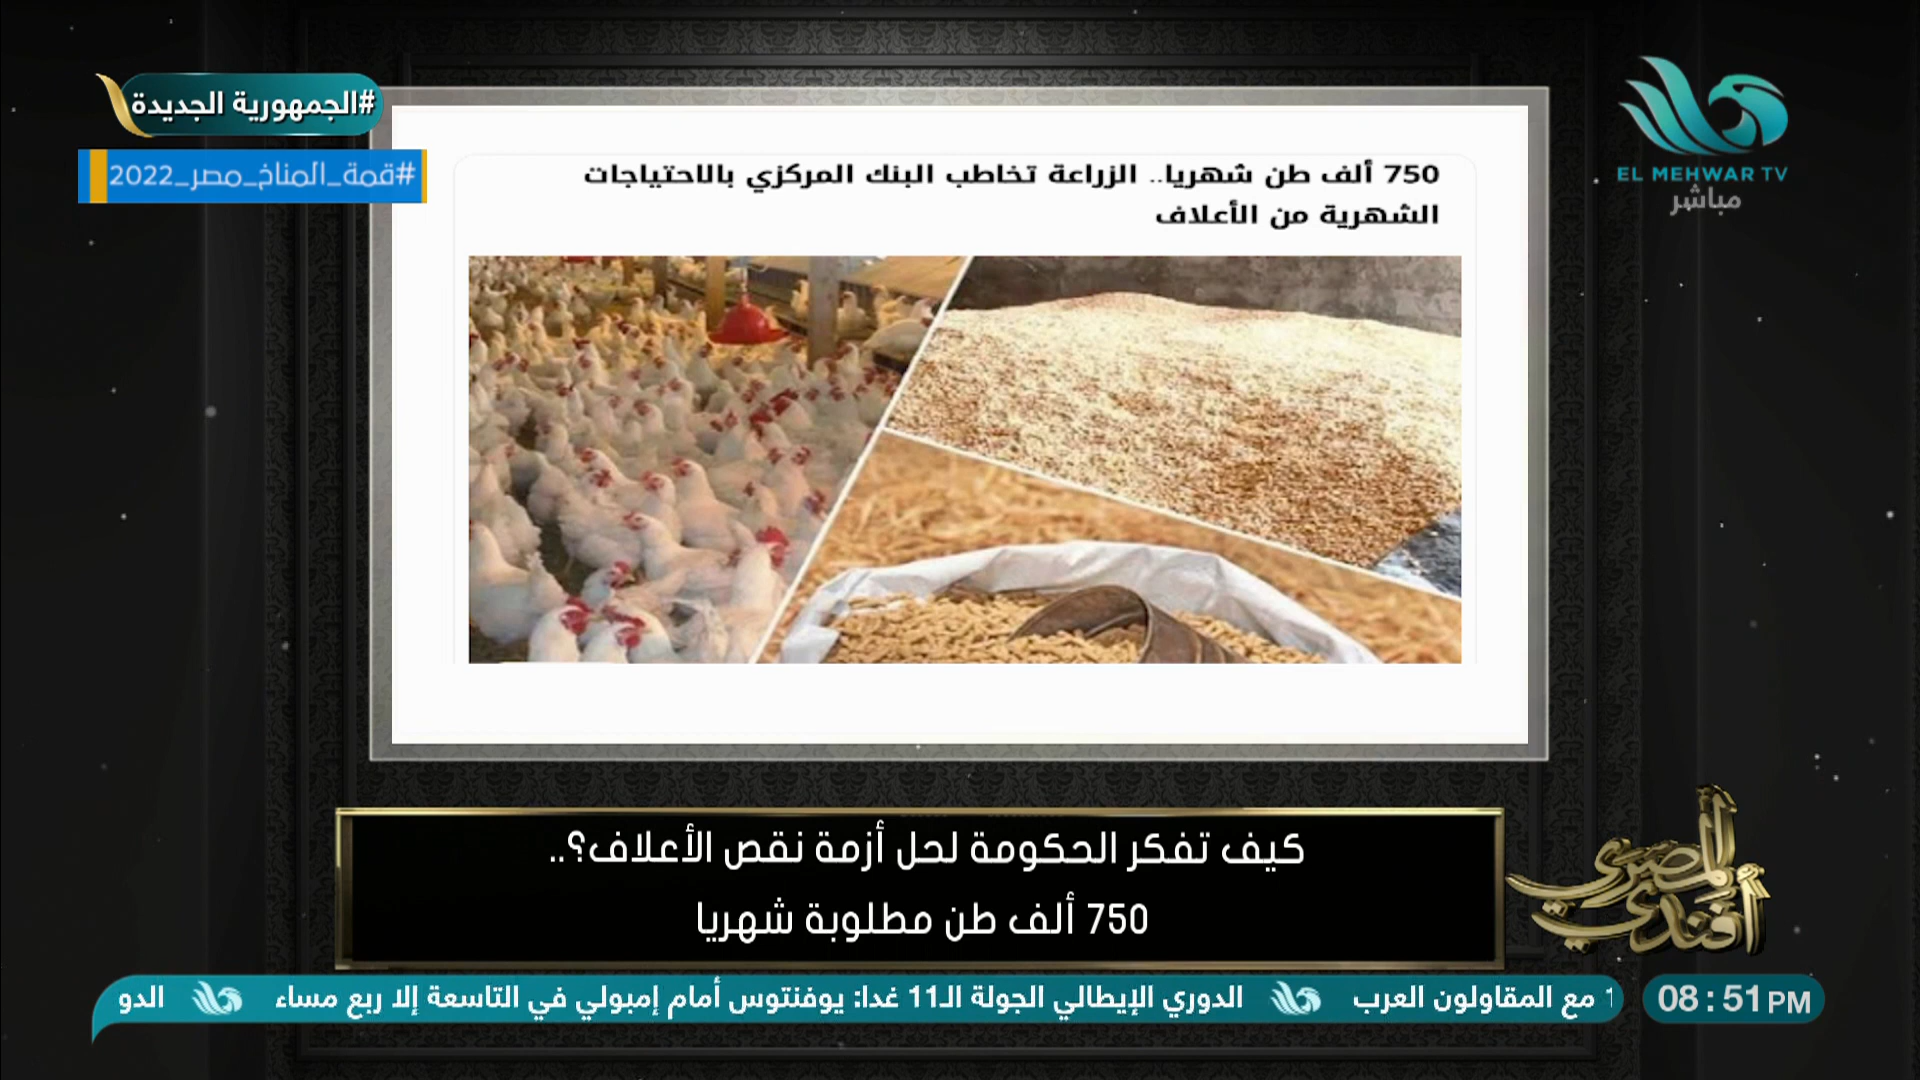 #الجمهورية الجديدة
#قمة_المناخ_مصر_2022
EL MEHWAR TV
مباشر
750 ألف طن شهريا.. الزراعة تخاطب البنك المركزي بالاحتياجات
الشهرية من الأعلاف
كيف تفكر الحكومة لحل أزمة نقص الأعلاف؟..
750 ألف طن مطلوبة شهريا
المصري أفندي
مع المقاولون العرب الدوري الإيطالي الجولة الـ11 غدا: يوفنتوس أمام إمبولي في التاسعة إلا ربع مساء
08:51 PM